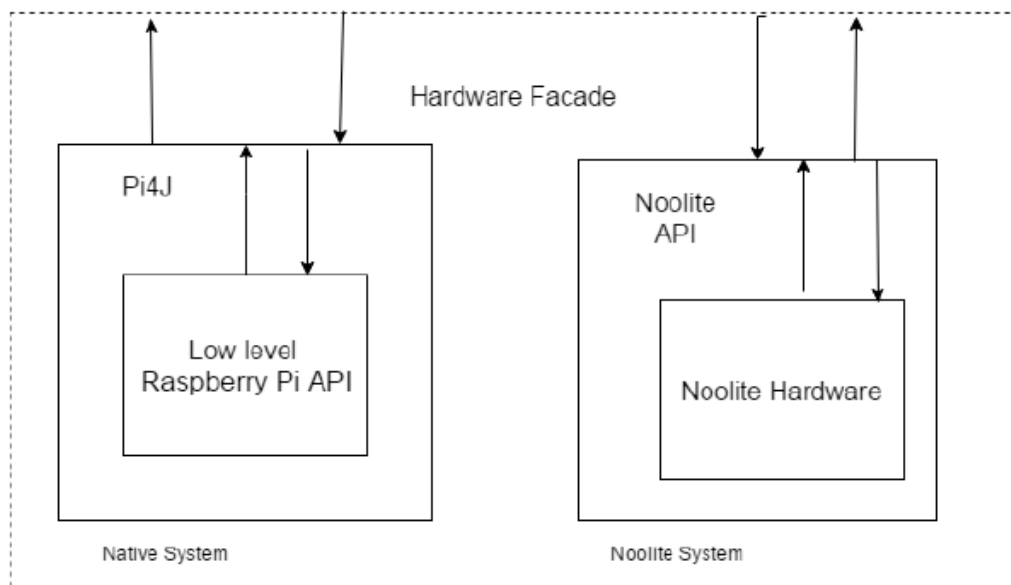 Hardware Facade
Pi4J
Noolite
API
Low level
Raspberry Pi API
Noolite Hardware
Native System
Noolite System